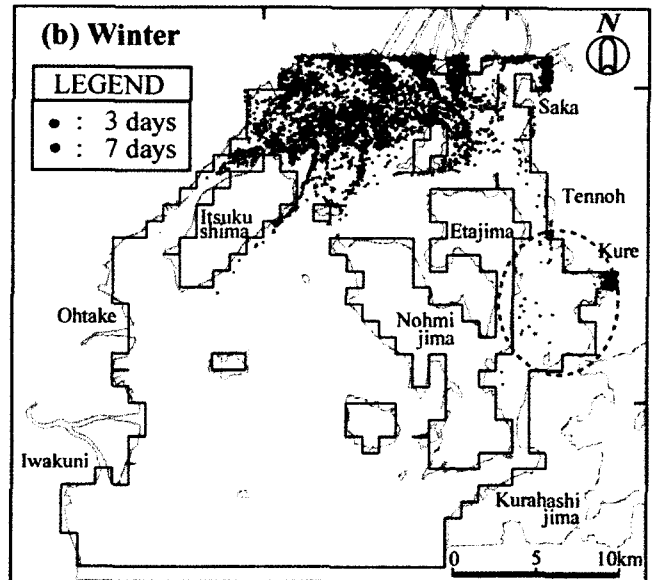 (b) Winter
N
LEGEND
• : 3 days
• : 7 days
Saka
Tennoh
Itsuku
shima
Etajima
Kure
Ohtake
Nohmi
jima
Iwakuni
Kurahashi
jima
0 5 10km